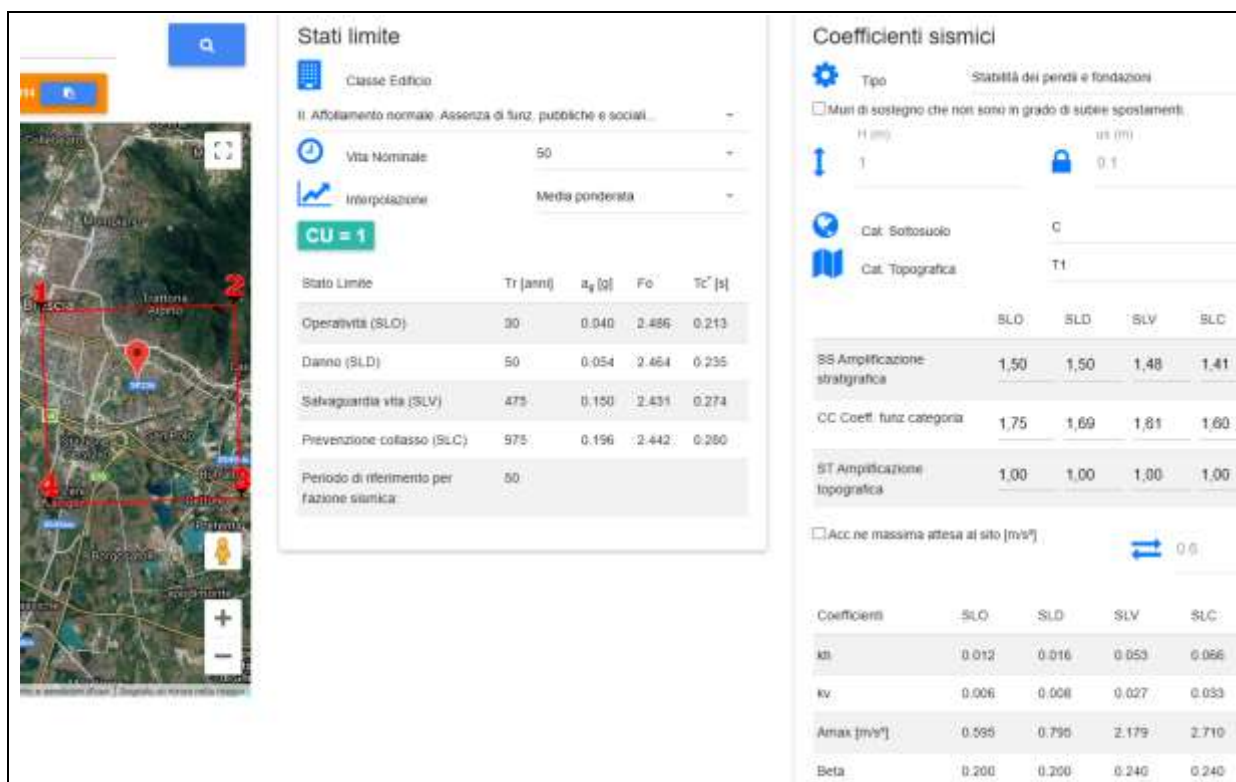 Stati limite
Classe Edificio
II. Affollamento normale. Assenza di funz. pubbliche e sociali...
Vita Nominale 50
Interpolazione Media ponderata
CU = 1
Stato Limite Tr [anni] ag [g] Fo Tc* [s]
Operatività (SLO) 30 0.040 2.486 0.213
Danno (SLD) 50 0.054 2.464 0.235
Salvaguardia vita (SLV) 475 0.150 2.431 0.274
Prevenzione collasso (SLC) 975 0.196 2.442 0.280
Periodo di riferimento per 50
l'azione sismica:
Coefficienti sismici
Tipo Stabilità dei pendii e fondazioni
Muri di sostegno che non sono in grado di subire spostamenti.
H (m) us (m)
1 0.1
Cat. Sottosuolo C
Cat. Topografica T1
SLO SLD SLV SLC
SS Amplificazione 1,50 1,50 1,48 1,41
stratigrafica
CC Coeff. funz categoria 1,75 1,69 1,61 1,60
ST Amplificazione 1,00 1,00 1,00 1,00
topografica
Acc.ne massima attesa al sito [m/s²]
0.6
Coefficienti SLO SLD SLV SLC
kh 0.012 0.016 0.053 0.066
kv 0.006 0.008 0.027 0.033
Amax [m/s²] 0.595 0.795 2.179 2.710
Beta 0.200 0.200 0.240 0.240
1
2
Brescia
Trattoria
3
4